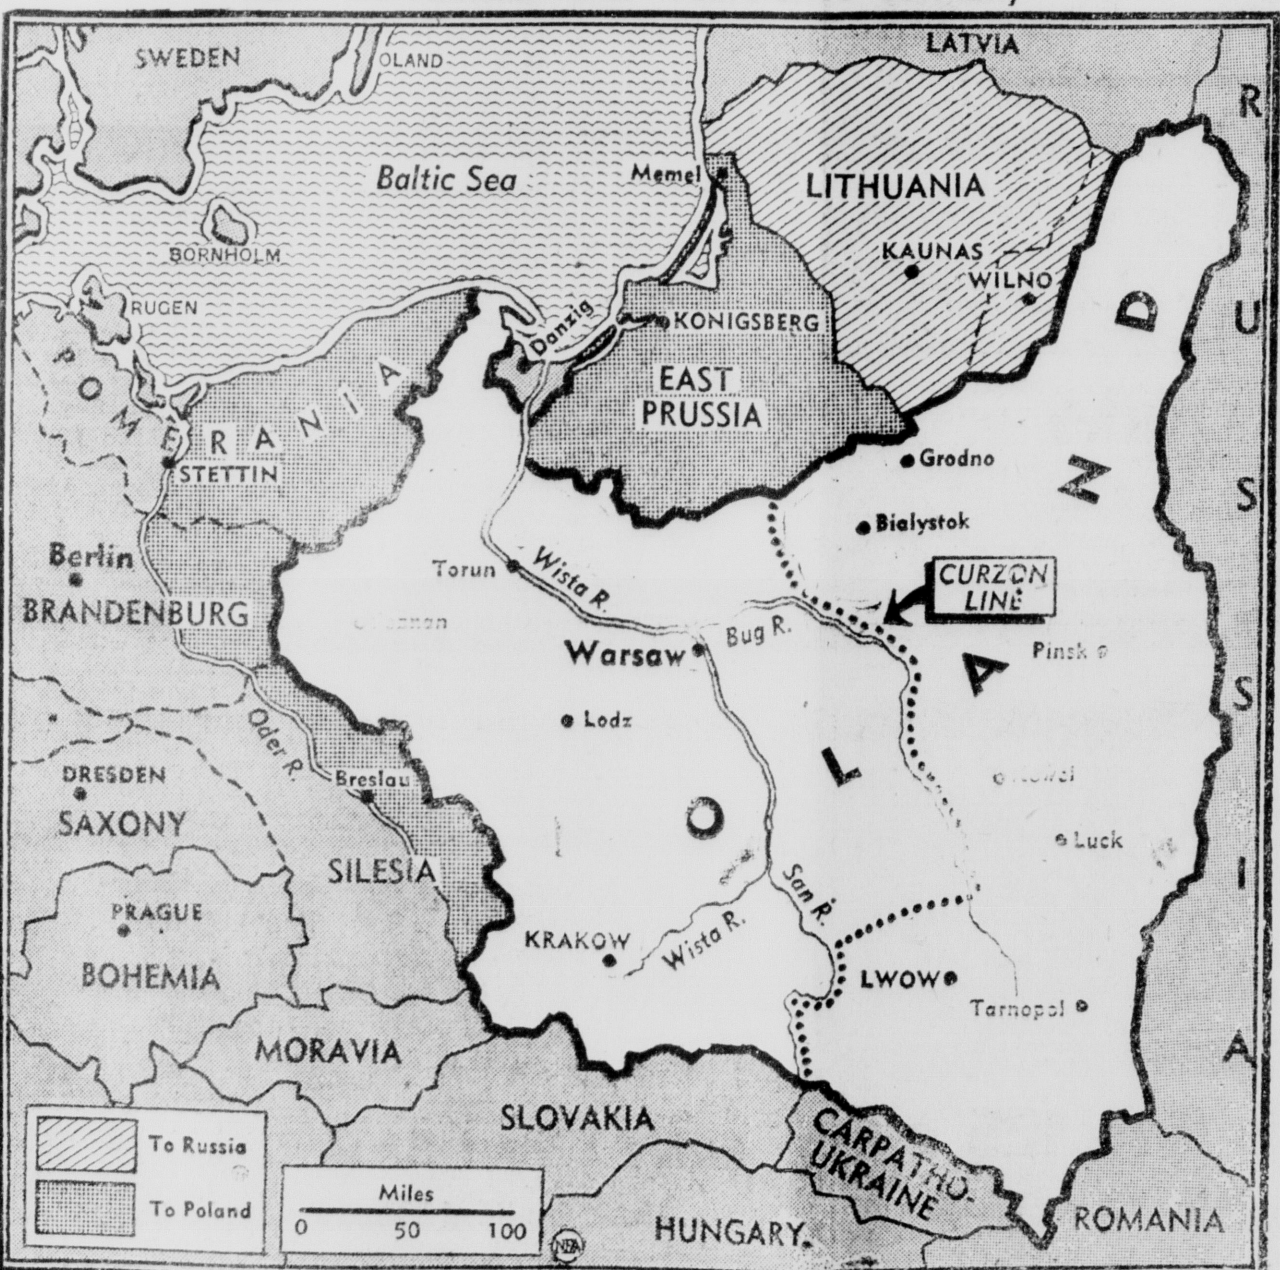 SWEDEN
OLAND
LATVIA
Baltic Sea
Memel
LITHUANIA
KAUNAS
WILNO
BORNHOLM
RUGEN
Danzig
KONIGSBERG
EAST
PRUSSIA
POMERANIA
STETTIN
Grodno
Bialystok
Berlin
BRANDENBURG
Torun
Wista R.
CURZON
LINE
Bug R.
Warsaw
Pinsk
Lodz
Oder R.
Breslau
DRESDEN
SAXONY
SILESIA
Luck
San R.
PRAGUE
BOHEMIA
KRAKOW
Wista R.
LWOW
Tarnopol
MORAVIA
SLOVAKIA
CARPATHO-
UKRAINE
HUNGARY
ROMANIA
POLAND
RUSSIA
To Russia
To Poland
Miles
0 50 100
NEA